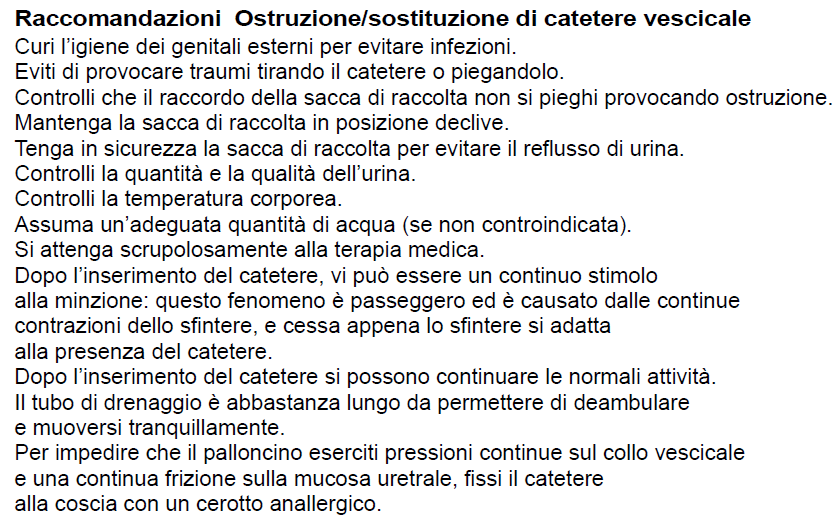 Raccomandazioni  Ostruzione/sostituzione di catetere vescicale
Curi l’igiene dei genitali esterni per evitare infezioni.
Eviti di provocare traumi tirando il catetere o piegandolo.
Controlli che il raccordo della sacca di raccolta non si pieghi provocando ostruzione.
Mantenga la sacca di raccolta in posizione declive.
Tenga in sicurezza la sacca di raccolta per evitare il reflusso di urina.
Controlli la quantità e la qualità dell’urina.
Controlli la temperatura corporea.
Assuma un’adeguata quantità di acqua (se non controindicata).
Si attenga scrupolosamente alla terapia medica.
Dopo l’inserimento del catetere, vi può essere un continuo stimolo
alla minzione: questo fenomeno è passeggero ed è causato dalle continue
contrazioni dello sfintere, e cessa appena lo sfintere si adatta
alla presenza del catetere.
Dopo l’inserimento del catetere si possono continuare le normali attività.
Il tubo di drenaggio è abbastanza lungo da permettere di deambulare
e muoversi tranquillamente.
Per impedire che il palloncino eserciti pressioni continue sul collo vescicale
e una continua frizione sulla mucosa uretrale, fissi il catetere
alla coscia con un cerotto anallergico.